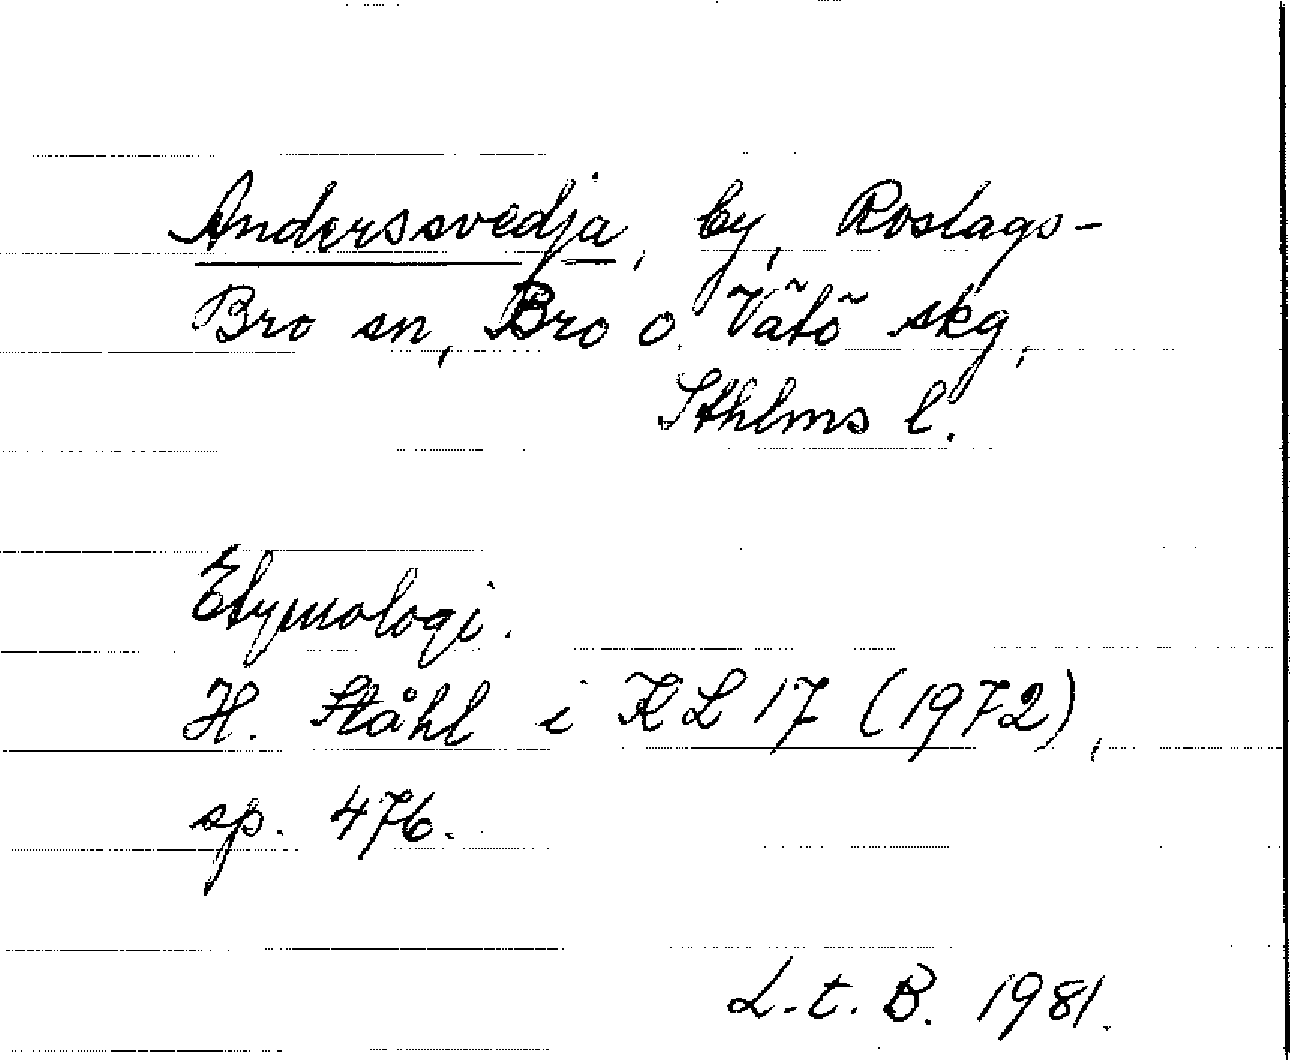 Anderssvedja, by, Roslags-
Bro sn, Bro o. Vätö skg,
Sthlms l.
Etymologi.
H. Ståhl i KL 17 (1972),
sp. 476.
L.t.B. 1981.